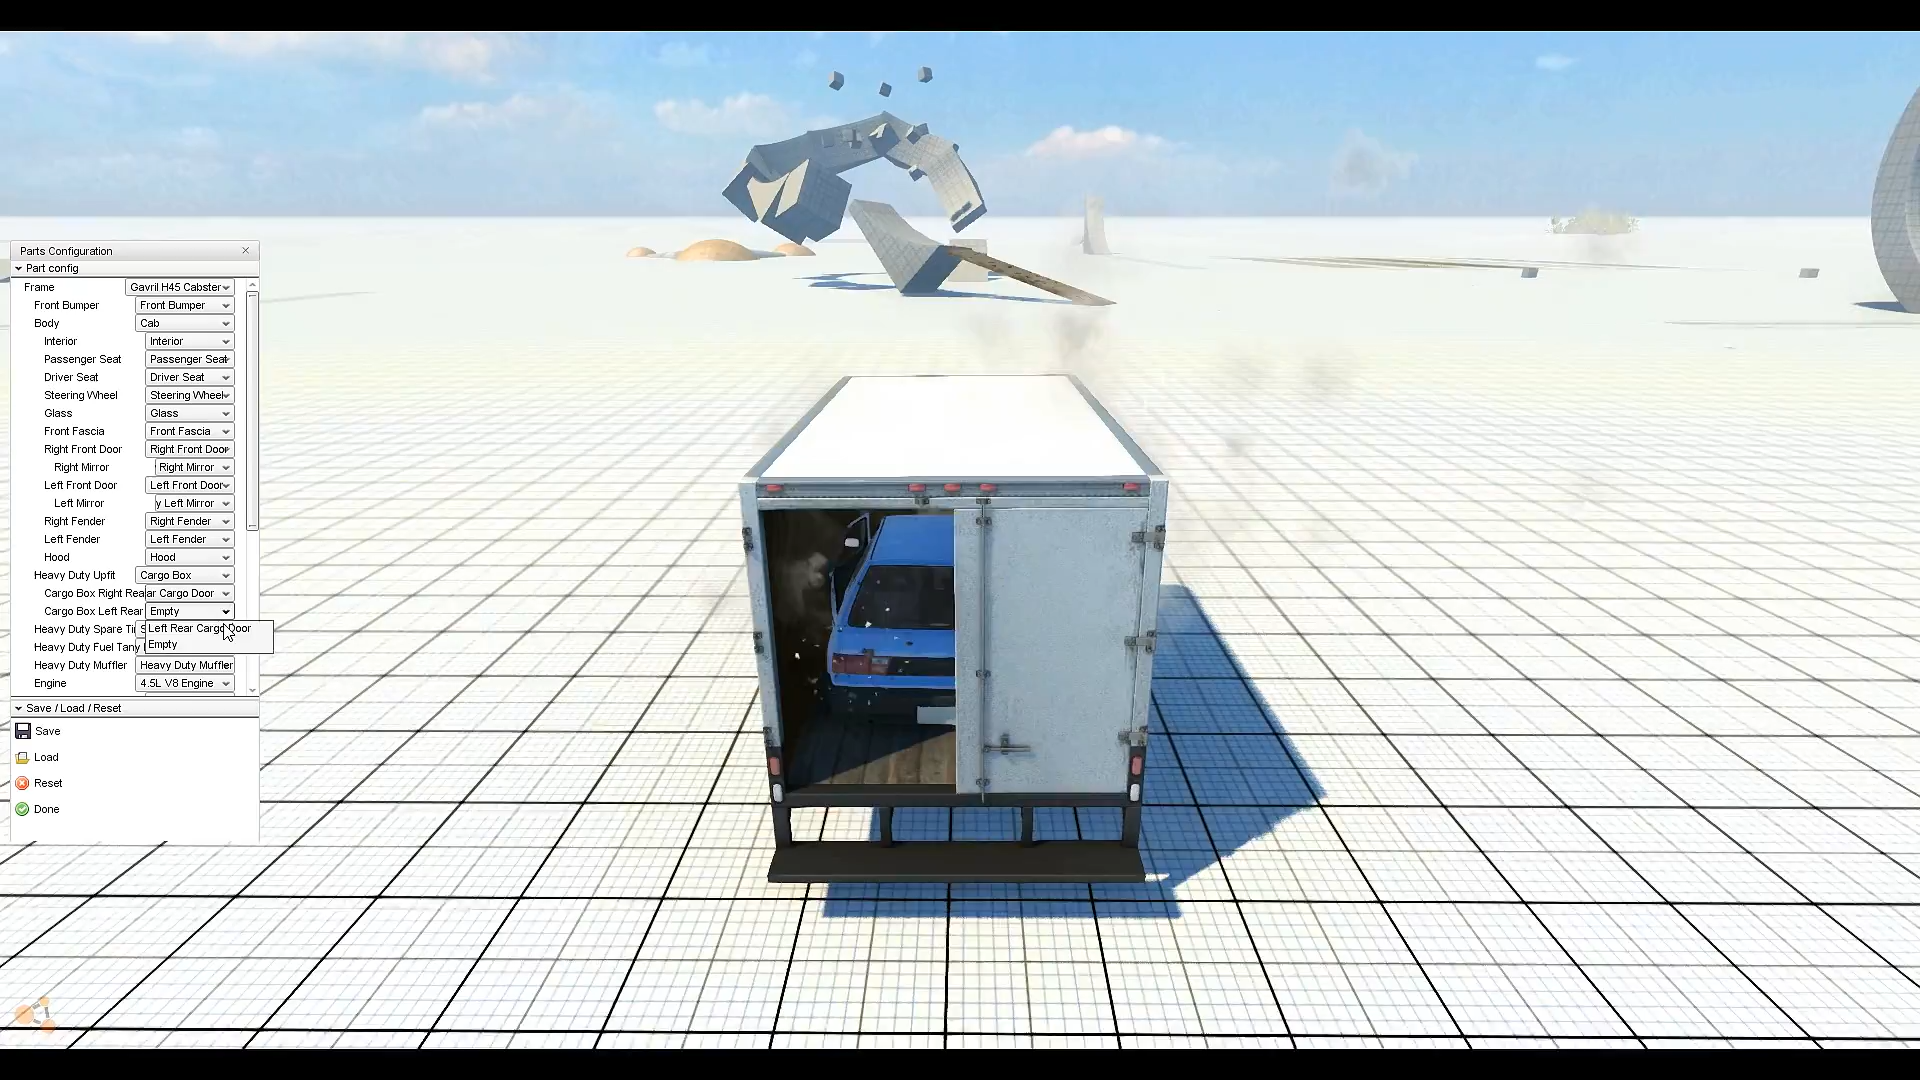 Parts Configuration
Part config
Frame Gavril H45 Cabster
Front Bumper Front Bumper
Body Cab
Interior Interior
Passenger Seat Passenger Seat
Driver Seat Driver Seat
Steering Wheel Steering Wheel
Glass Glass
Front Fascia Front Fascia
Right Front Door Right Front Door
Right Mirror Right Mirror
Left Front Door Left Front Door
Left Mirror y Left Mirror
Right Fender Right Fender
Left Fender Left Fender
Hood Hood
Heavy Duty Upfit Cargo Box
Cargo Box Right Rear Cargo Door
Cargo Box Left Rear Empty
Heavy Duty Spare Left Rear Cargo Door
Heavy Duty Fuel Empty
Heavy Duty Muffler Heavy Duty Muffler
Engine 4.5L V8 Engine
Save / Load / Reset
Save
Load
Reset
Done